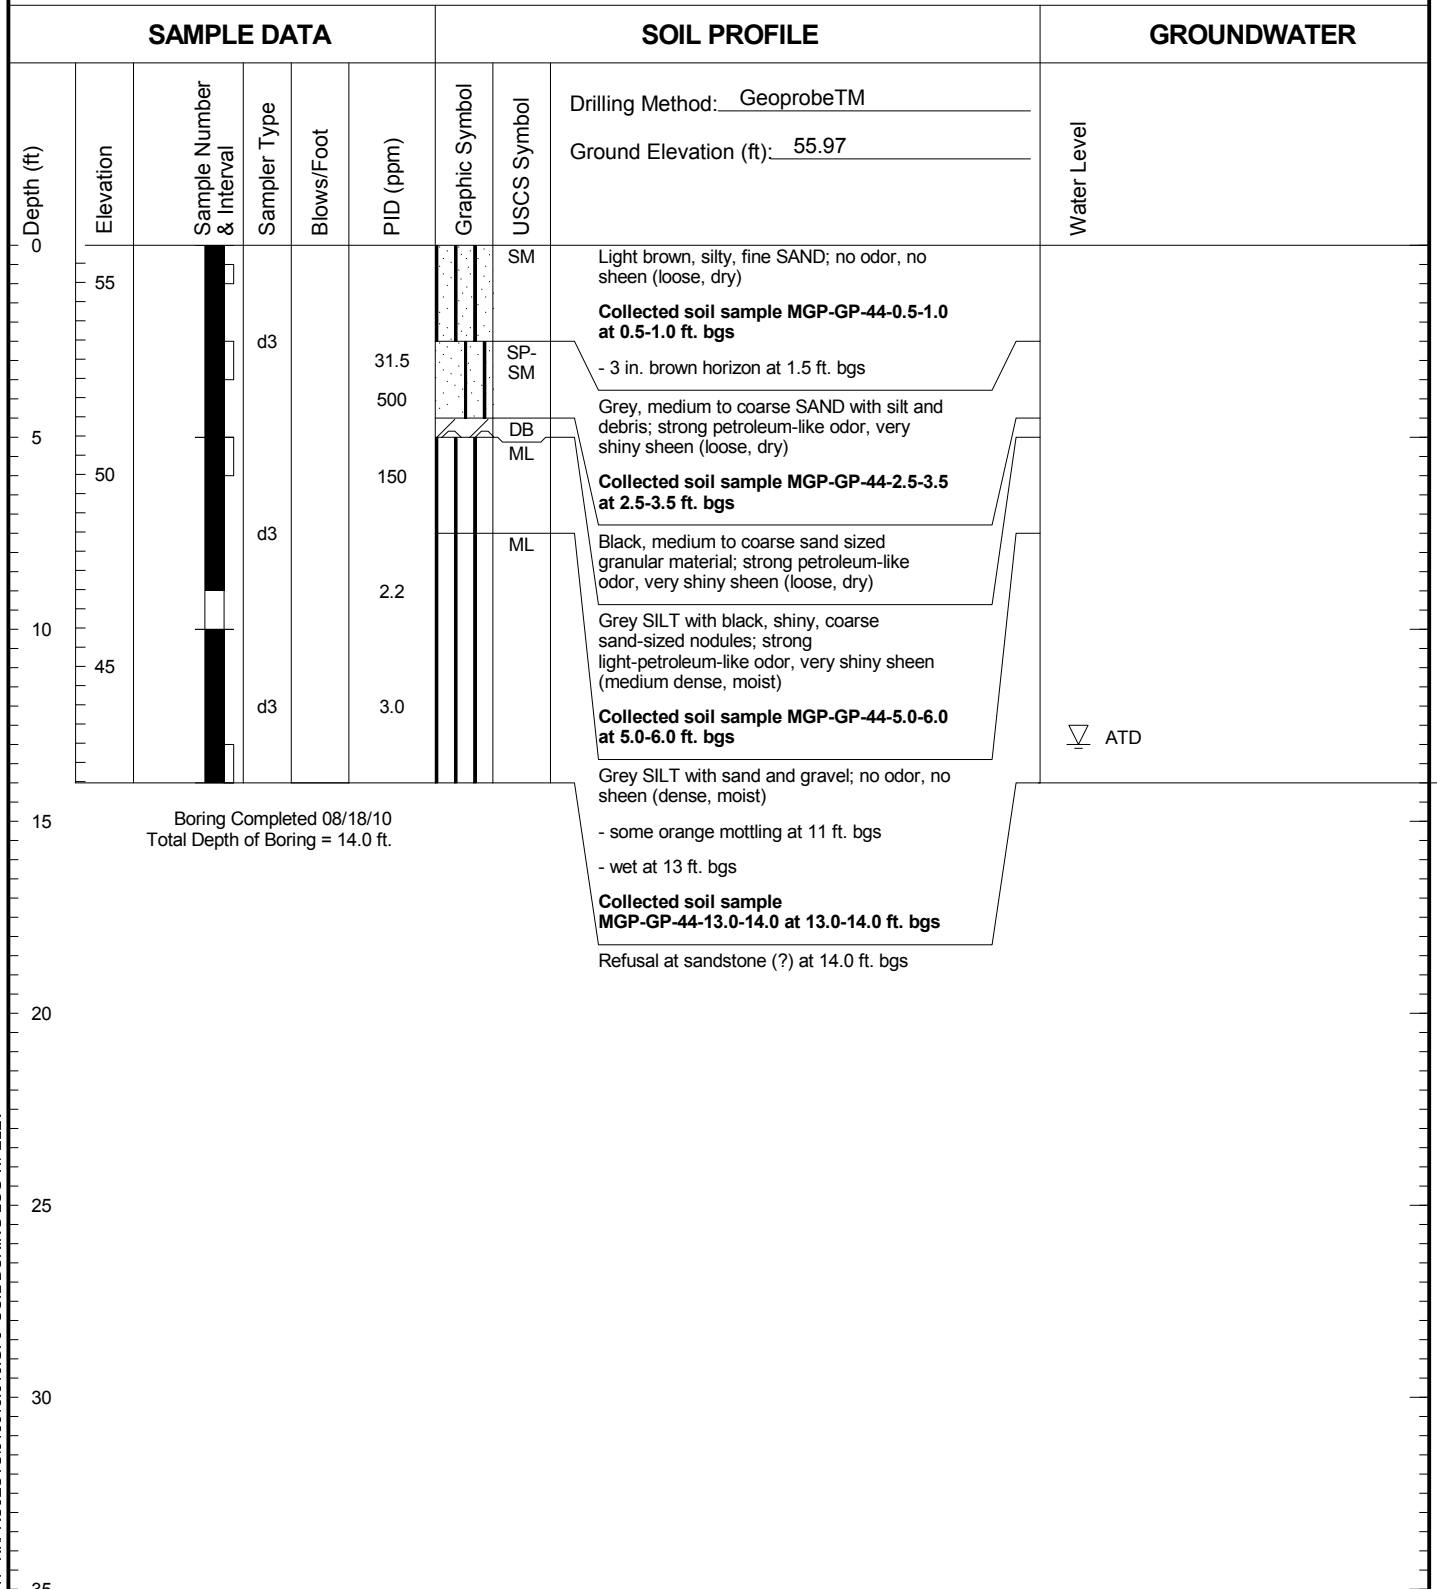 SAMPLE DATA
SOIL PROFILE
GROUNDWATER
Depth (ft)
Elevation
Sample Number
& Interval
Sampler Type
Blows/Foot
PID (ppm)
Graphic Symbol
USCS Symbol
Drilling Method: GeoprobeTM
Ground Elevation (ft): 55.97
Water Level
0
SM
Light brown, silty, fine SAND; no odor, no
sheen (loose, dry)
55
Collected soil sample MGP-GP-44-0.5-1.0
at 0.5-1.0 ft. bgs
d3
31.5
SP-
SM
- 3 in. brown horizon at 1.5 ft. bgs
500
Grey, medium to coarse SAND with silt and
debris; strong petroleum-like odor, very
shiny sheen (loose, dry)
5
DB
ML
50
150
Collected soil sample MGP-GP-44-2.5-3.5
at 2.5-3.5 ft. bgs
d3
ML
Black, medium to coarse sand sized
granular material; strong petroleum-like
odor, very shiny sheen (loose, dry)
2.2
10
Grey SILT with black, shiny, coarse
sand-sized nodules; strong
light-petroleum-like odor, very shiny sheen
(medium dense, moist)
45
d3
3.0
Collected soil sample MGP-GP-44-5.0-6.0
at 5.0-6.0 ft. bgs
ATD
Grey SILT with sand and gravel; no odor, no
sheen (dense, moist)
15
Boring Completed 08/18/10
Total Depth of Boring = 14.0 ft.
- some orange mottling at 11 ft. bgs
- wet at 13 ft. bgs
Collected soil sample
MGP-GP-44-13.0-14.0 at 13.0-14.0 ft. bgs
Refusal at sandstone (?) at 14.0 ft. bgs
20
25
30
35